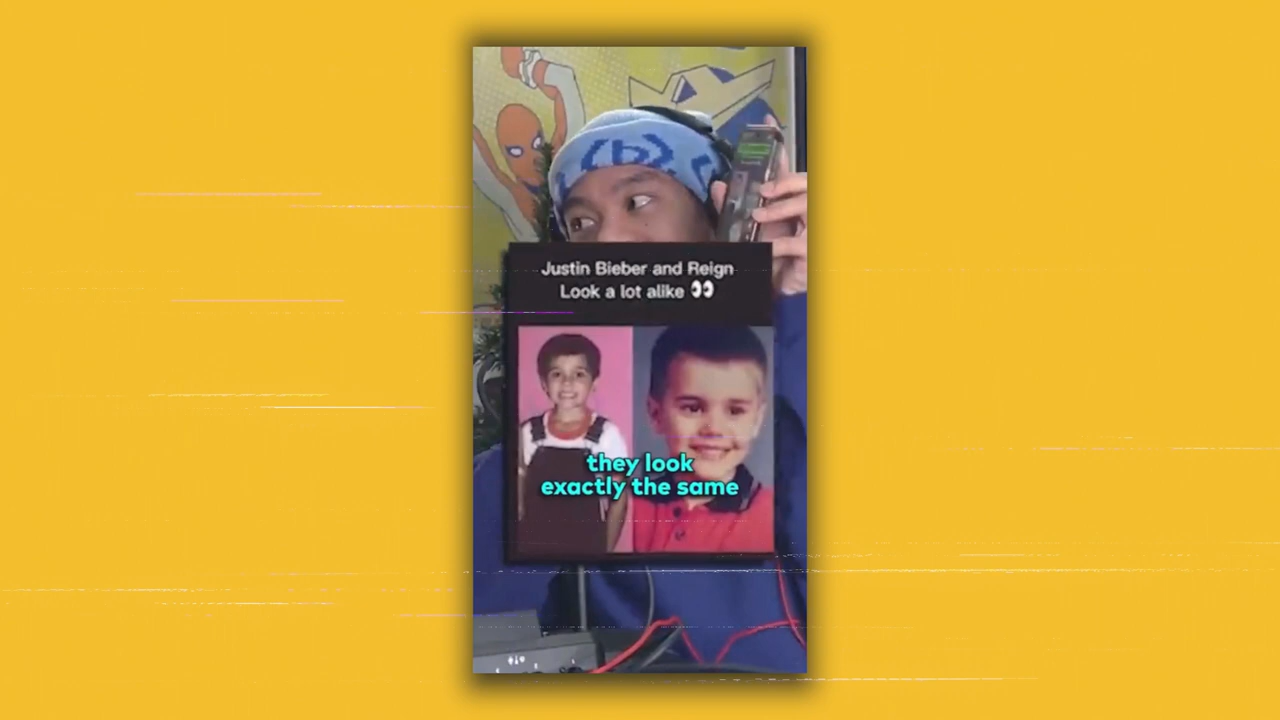 (b)
Justin Bieber and Reign
Look a lot alike 👀
they look
exactly the same